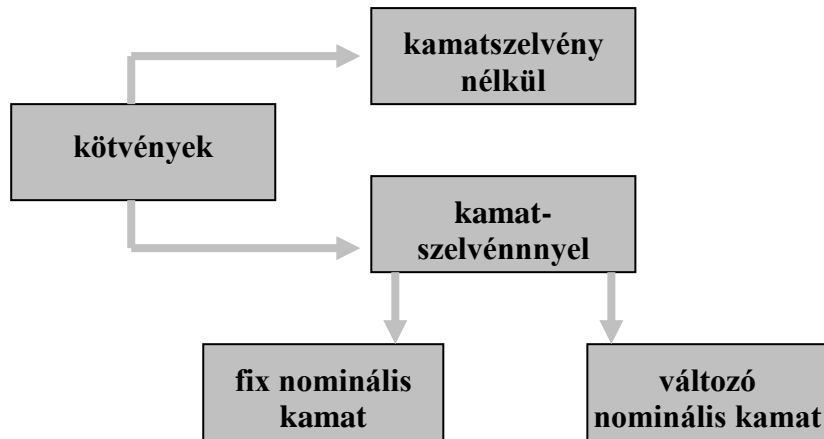 kamatszelvény
nélkül
kötvények
kamat-
szelvénnnyel
fix nominális
kamat
változó
nominális kamat